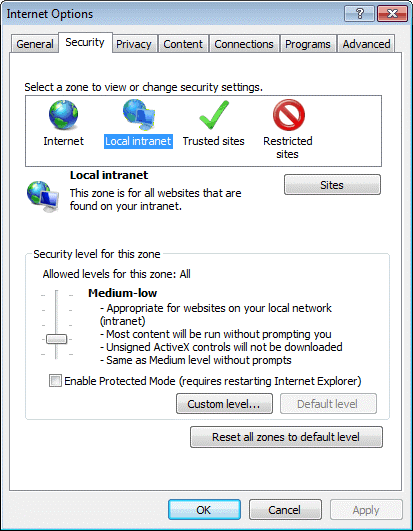 Internet Options
General Security Privacy Content Connections Programs Advanced
Select a zone to view or change security settings.
Internet Local intranet Trusted sites Restricted
sites
Local intranet
Sites
This zone is for all websites that are
found on your intranet.
Security level for this zone
Allowed levels for this zone: All
Medium-low
- Appropriate for websites on your local network
(intranet)
- Most content will be run without prompting you
- Unsigned ActiveX controls will not be downloaded
- Same as Medium level without prompts
Enable Protected Mode (requires restarting Internet Explorer)
Custom level... Default level
Reset all zones to default level
OK Cancel Apply